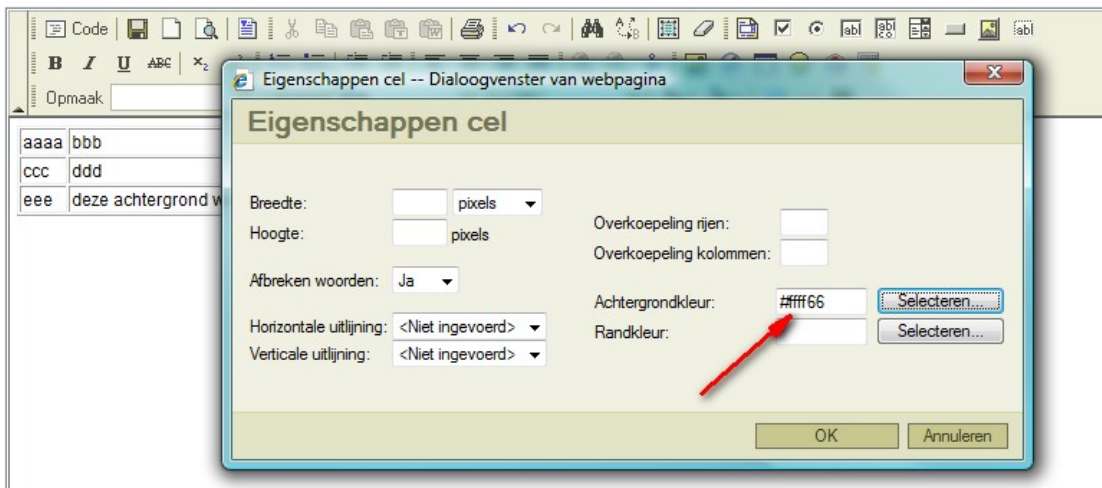 Code
B I U ABC ×₂
Opmaak
Eigenschappen cel -- Dialoogvenster van webpagina
Eigenschappen cel
aaaa bbb
ccc ddd
eee deze achtergrond w
Breedte: pixels
Hoogte: pixels
Afbreken woorden: Ja
Horizontale uitlijning: <Niet ingevoerd>
Verticale uitlijning: <Niet ingevoerd>
Overkoepeling rijen:
Overkoepeling kolommen:
Achtergrondkleur: #ffff66 Selecteren...
Randkleur: Selecteren...
OK Annuleren